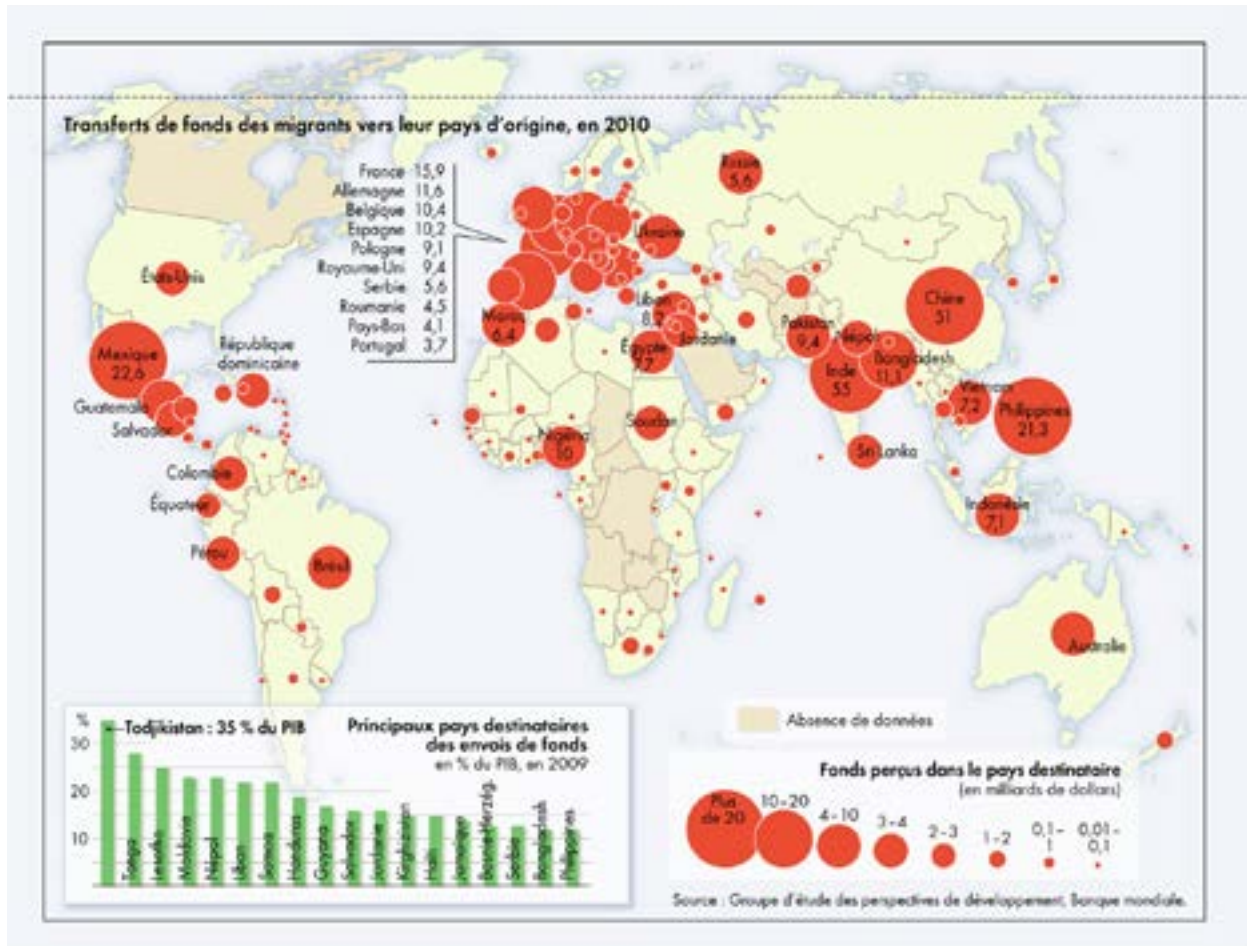 Transferts de fonds des migrants vers leur pays d'origine, en 2010
France 15,9
Allemagne 11,6
Belgique 10,4
Espagne 10,2
Pologne 9,1
Royaume-Uni 9,4
Serbie 5,6
Roumanie 4,5
Pays-Bas 4,1
Portugal 3,7
Russie
5,6
Ukraine
États-Unis
Mexique
22,6
République
dominicaine
Guatemala
Salvador
Colombie
Équateur
Pérou
Brésil
Maroc
6,4
Liban
8,2
Jordanie
Égypte
7,7
Soudan
Nigeria
10
Pakistan
9,4
Népal
Inde
55
Bangladesh
11,1
Chine
51
Vietnam
7,2
Philippines
21,3
Sri Lanka
Indonésie
7,1
Australie
%
30
20
10
Tadjikistan : 35 % du PIB
Principaux pays destinataires
des envois de fonds
en % du PIB, en 2009
Tonga
Lesotho
Moldavie
Népal
Liban
Samoa
Honduras
Guyana
Salvador
Jordanie
Kirghizistan
Haïti
Jamaïque
Bosnie-Herzég.
Serbie
Bangladesh
Philippines
Absence de données
Fonds perçus dans le pays destinataire
(en milliards de dollars)
Plus
de 20
10-20
4-10
3-4
2-3
1-2
0,1-
1
0,01-
0,1
Source : Groupe d'étude des perspectives de développement, Banque mondiale.